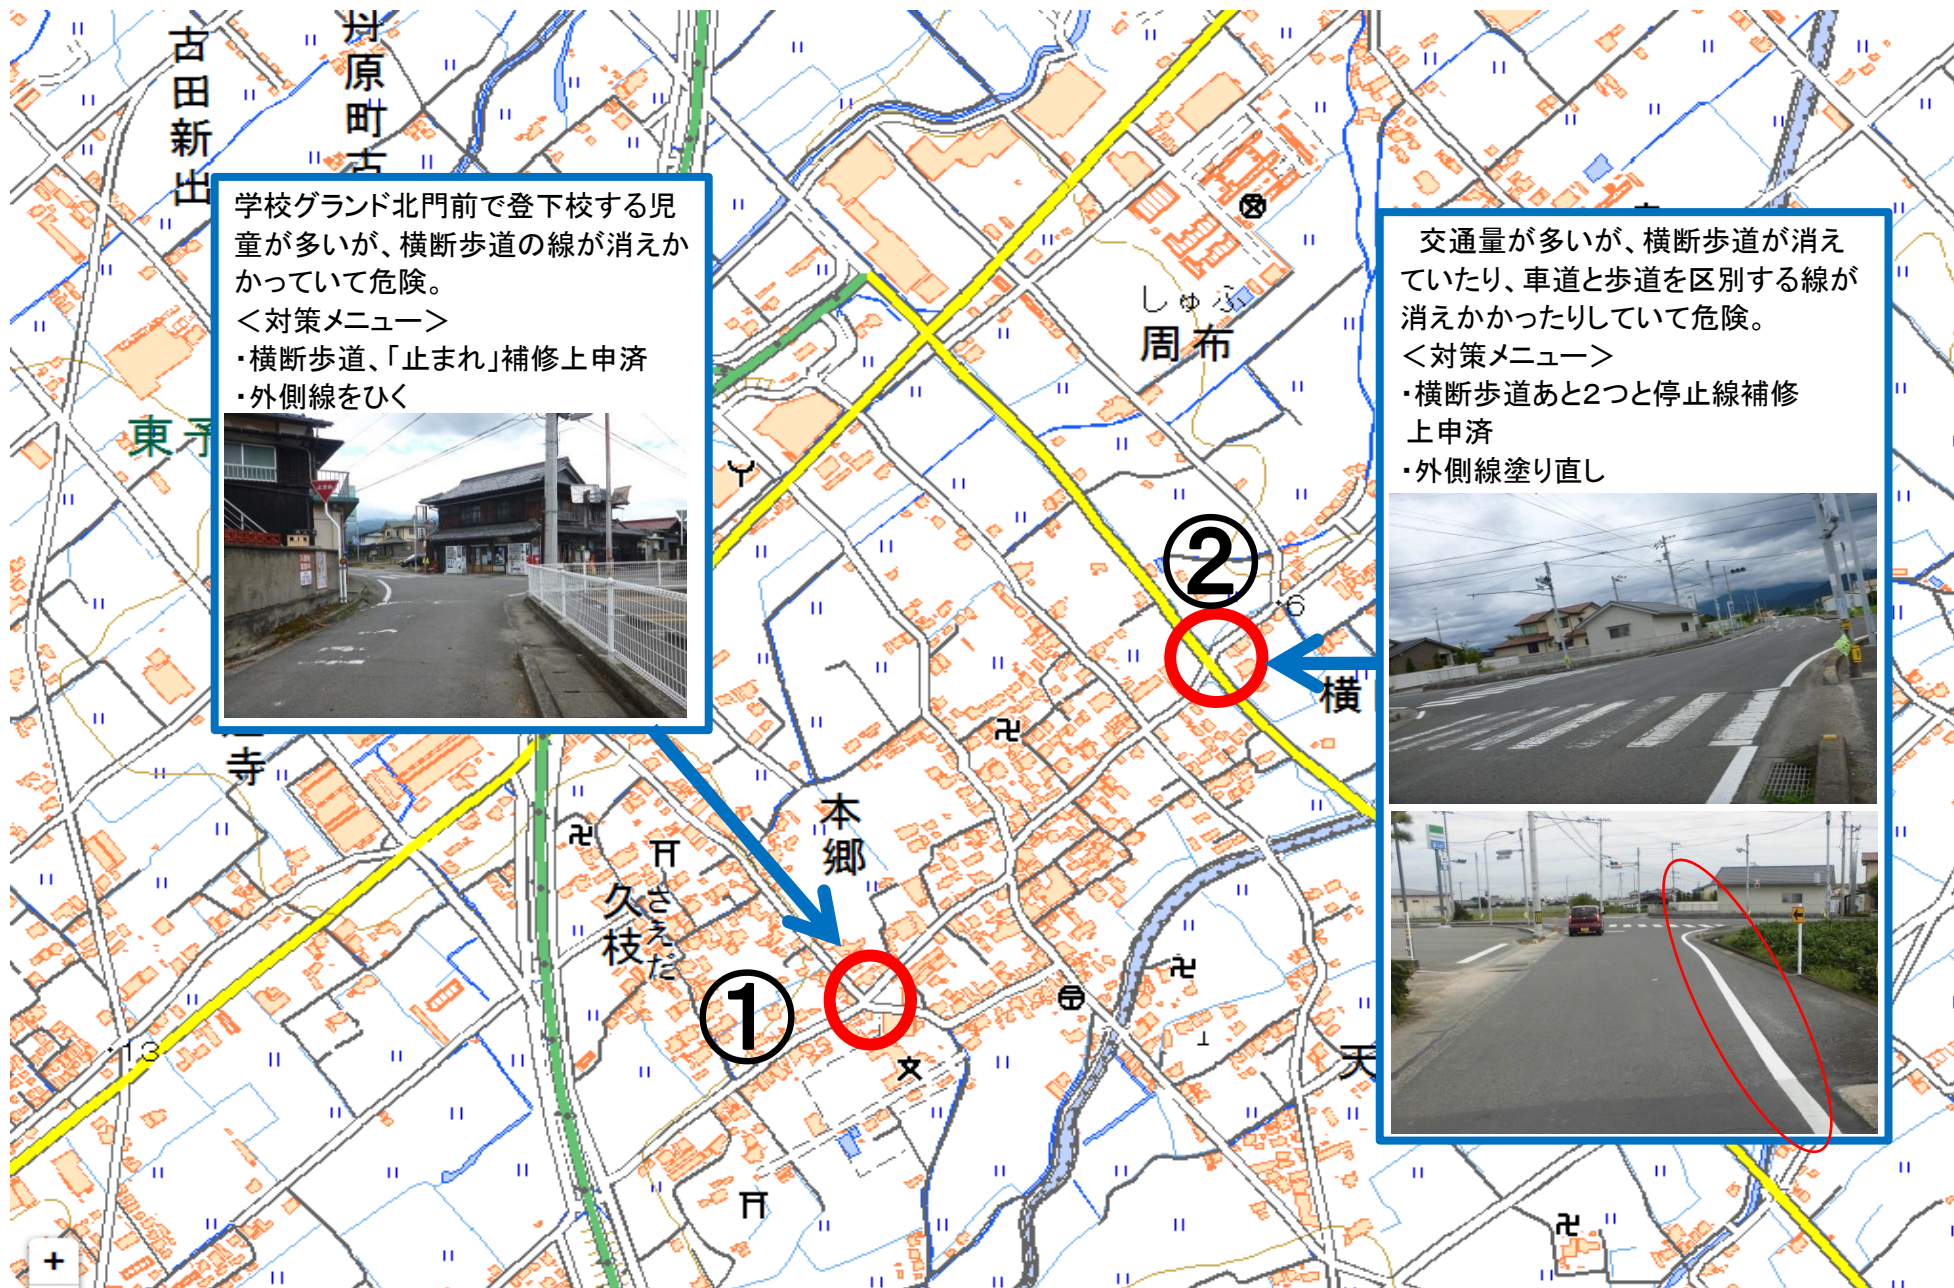 古田新出
丹原町古
学校グランド北門前で登下校する児
童が多いが、横断歩道の線が消えか
かっていて危険。
＜対策メニュー＞
・横断歩道、「止まれ」補修上申済
・外側線をひく
東予
寺
しゅふ
周布
交通量が多いが、横断歩道が消え
ていたり、車道と歩道を区別する線が
消えかかったりしていて危険。
＜対策メニュー＞
・横断歩道あと2つと停止線補修
上申済
・外側線塗り直し
②
・6
横
本郷
久枝
さえだ
①
・13
天
+